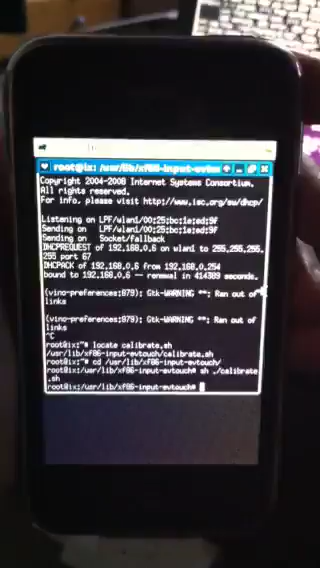 root@ix: /usr/lib/xf86-input-evtouc
Copyright 2004-2008 Internet Systems Consortium.
All rights reserved.
For info, please visit http://www.isc.org/sw/dhcp/
Listening on LPF/wlan1/00:25:bc:1e:ed:9f
Sending on   LPF/wlan1/00:25:bc:1e:ed:9f
Sending on   Socket/fallback
DHCPREQUEST of 192.168.0.6 on wlan1 to 255.255.255.
255 port 67
DHCPACK of 192.168.0.6 from 192.168.0.254
bound to 192.168.0.6 -- renewal in 414389 seconds.
(vino-preferences:879): Gtk-WARNING **: Ran out of
links
(vino-preferences:879): Gtk-WARNING **: Ran out of
links
^C
root@ix:~# locate calibrate.sh
/usr/lib/xf86-input-evtouch/calibrate.sh
root@ix:~# cd /usr/lib/xf86-input-evtouch/
root@ix:/usr/lib/xf86-input-evtouch# sh ./calibrate
.sh
root@ix:/usr/lib/xf86-input-evtouch#